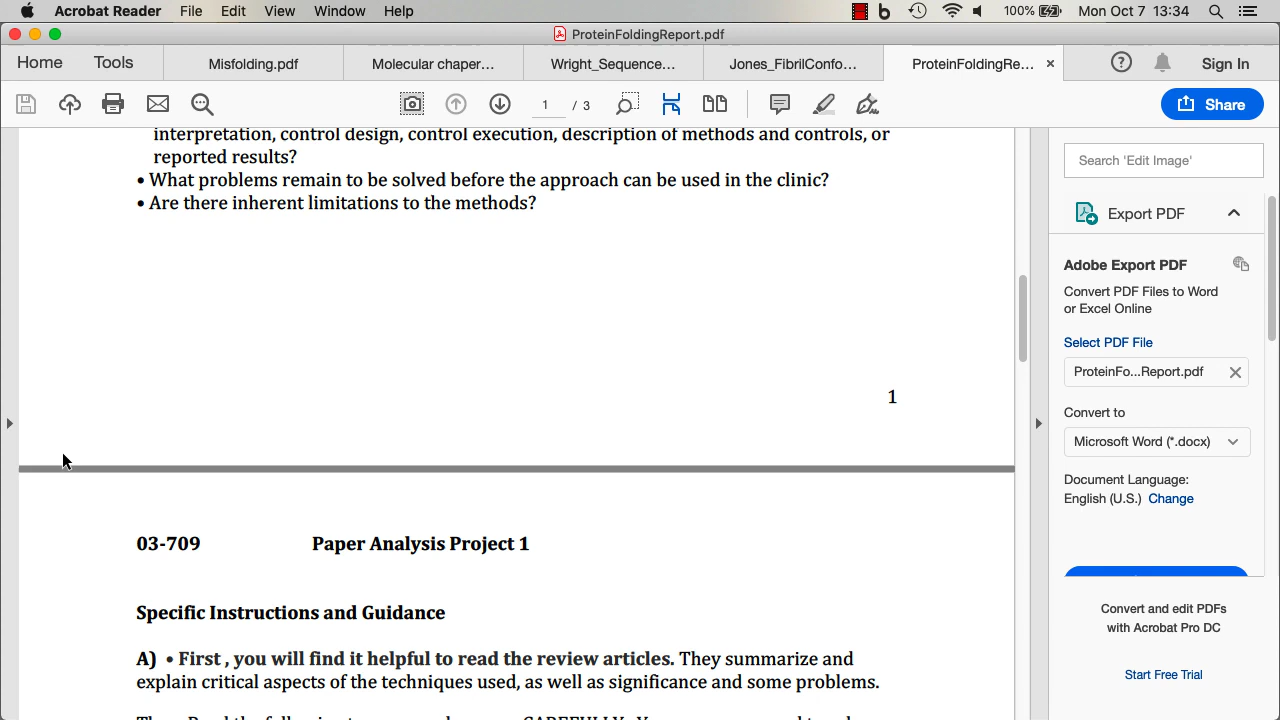 Acrobat Reader File Edit View Window Help 100% Mon Oct 7 13:34
ProteinFoldingReport.pdf
Home Tools Misfolding.pdf Molecular chaper... Wright_Sequence... Jones_FibrilConfo... ProteinFoldingRe... × Sign In
1 / 3 Share
interpretation, control design, control execution, description of methods and controls, or
reported results?
• What problems remain to be solved before the approach can be used in the clinic?
• Are there inherent limitations to the methods?
1
03-709 Paper Analysis Project 1
Specific Instructions and Guidance
A) • First , you will find it helpful to read the review articles. They summarize and
explain critical aspects of the techniques used, as well as significance and some problems.
Search 'Edit Image'
Export PDF
Adobe Export PDF
Convert PDF Files to Word
or Excel Online
Select PDF File
ProteinFo...Report.pdf
Convert to
Microsoft Word (*.docx)
Document Language:
English (U.S.) Change
Convert and edit PDFs
with Acrobat Pro DC
Start Free Trial